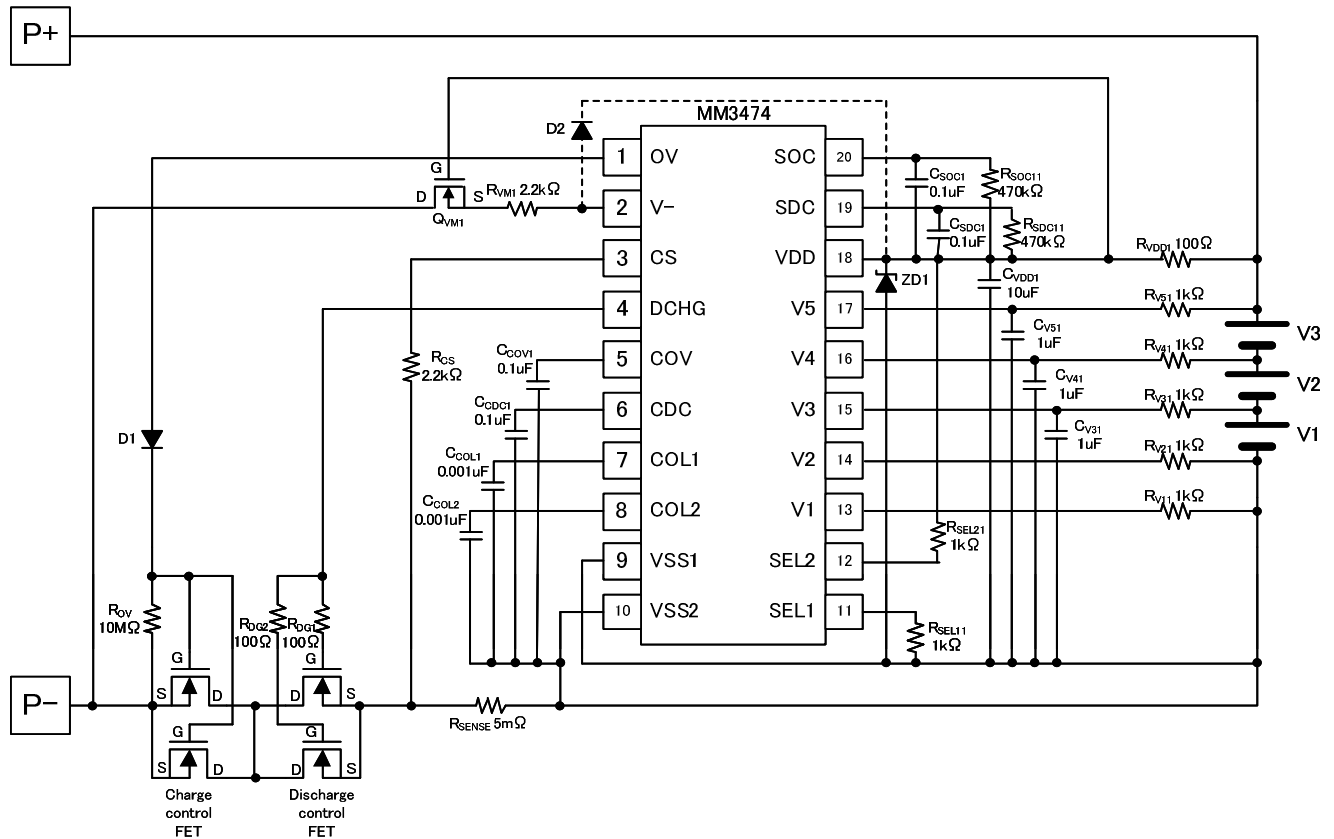 P+
MM3474
D2
1 OV SOC 20
2 V- SDC 19
3 CS VDD 18
4 DCHG V5 17
5 COV V4 16
6 CDC V3 15
7 COL1 V2 14
8 COL2 V1 13
9 VSS1 SEL2 12
10 VSS2 SEL1 11
G
D S
QVM1
RVM1 2.2kΩ
CSOC1
0.1uF
RSOC11
470kΩ
CSDC1
0.1uF
RSDC11
470kΩ
ZD1
CVDD1
10uF
RVDD1 100Ω
RV51 1kΩ
RV41 1kΩ
RV31 1kΩ
RV21 1kΩ
RV11 1kΩ
CV51
1uF
CV41
1uF
CV31
1uF
V3
V2
V1
RCS
2.2kΩ
CCOV1
0.1uF
CCDC1
0.1uF
CCOL1
0.001uF
CCOL2
0.001uF
D1
RSEL21
1kΩ
RSEL11
1kΩ
ROV
10MΩ
RDG2
100Ω
RDG1
100Ω
G G
S D D S
P-
RSENSE 5mΩ
G G
S D D S
Charge
control
FET
Discharge
control
FET